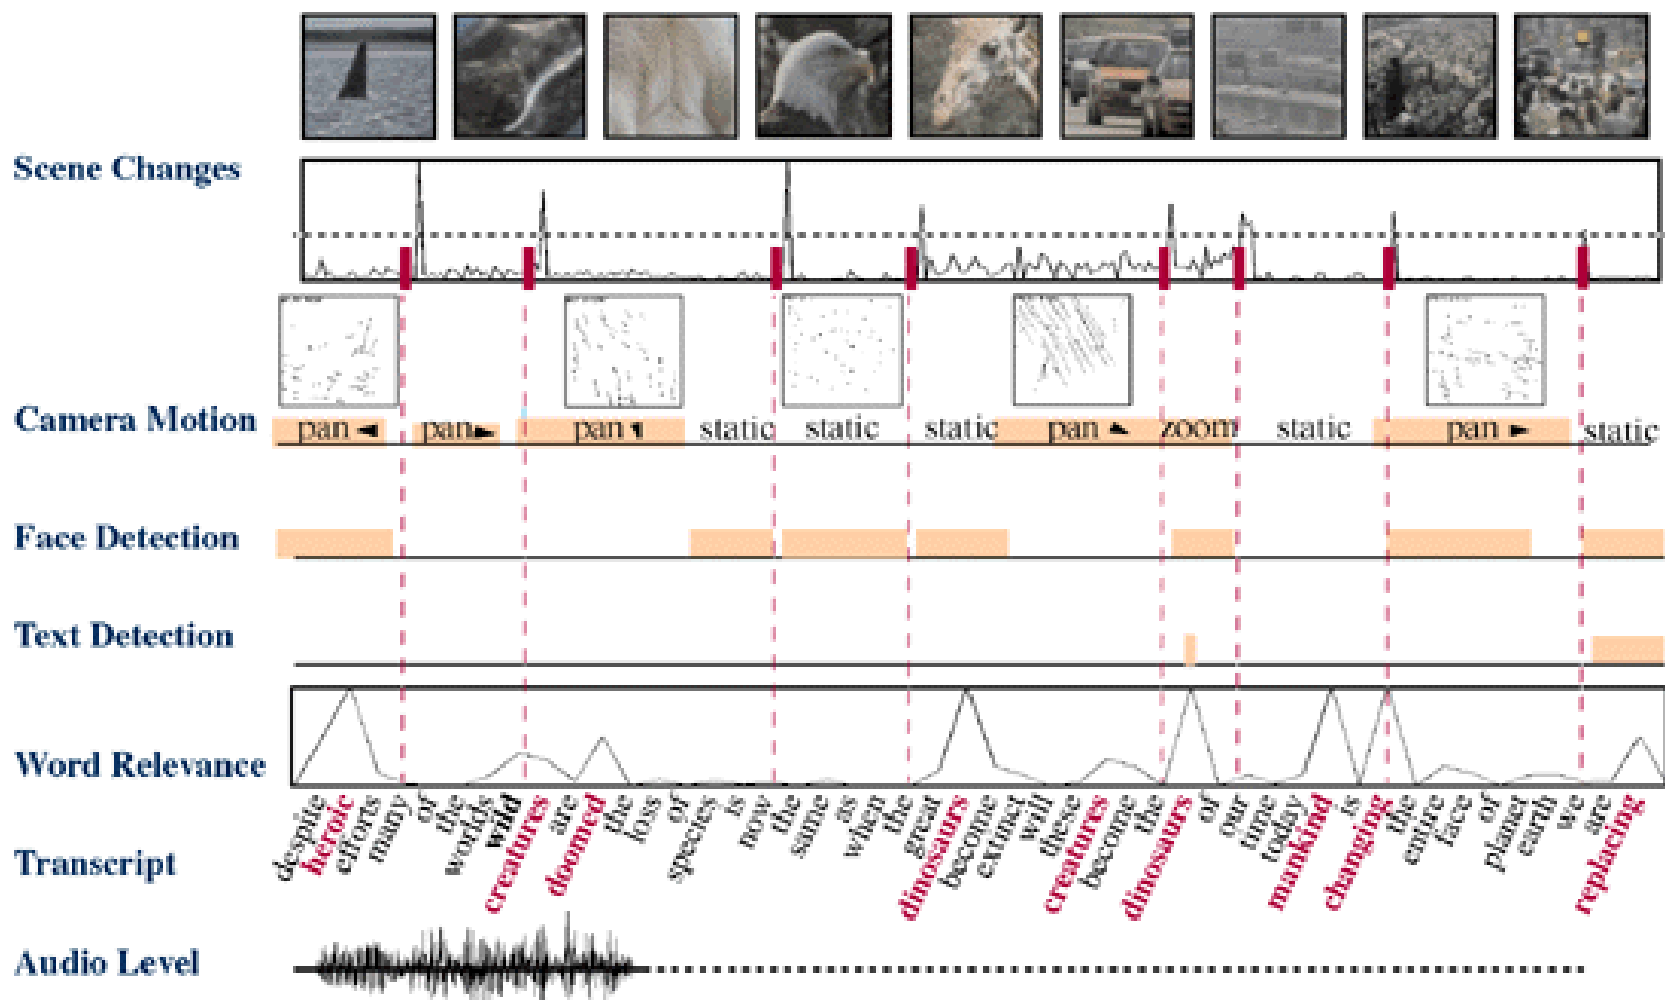 Scene Changes
Camera Motion
pan pan pan static static static pan zoom static pan static
Face Detection
Text Detection
Word Relevance
Transcript
despite heroic efforts many of the worlds wild creatures are doomed the loss of species is now the same as when the great dinosaurs become extinct will these creatures become the dinosaurs of our time today mankind is changing the entire face of planet earth we are replacing
Audio Level